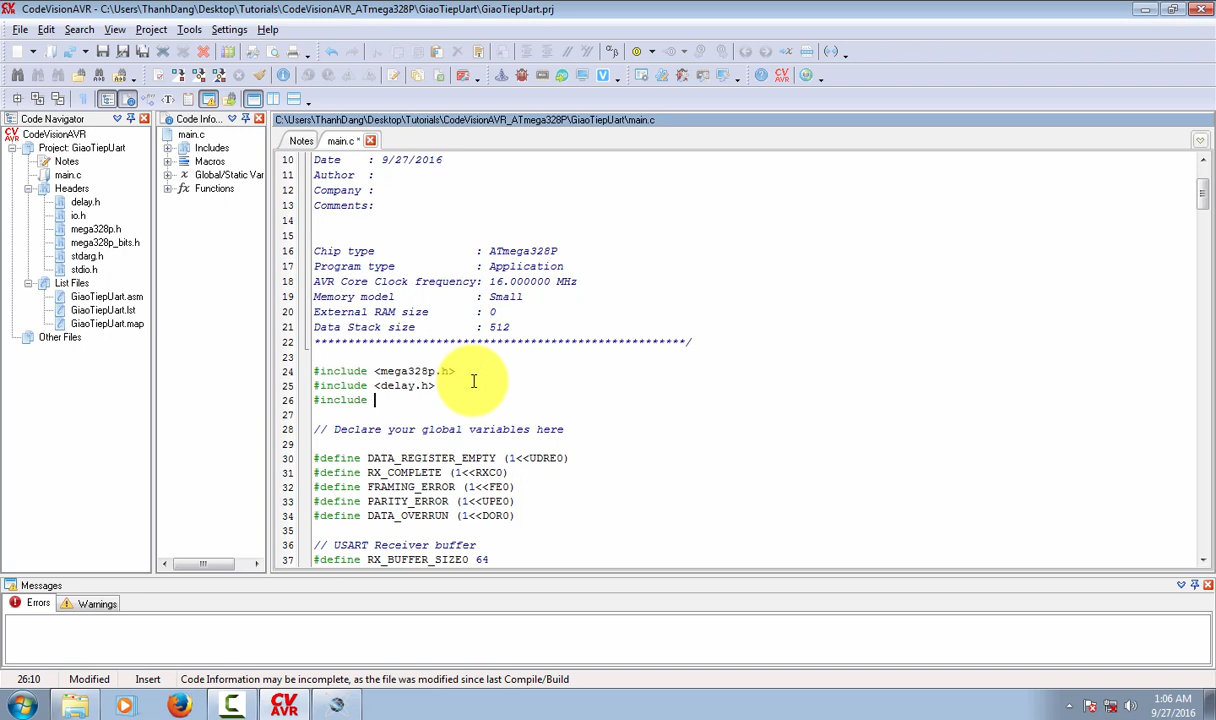 CodeVisionAVR - C:\Users\ThanhDang\Desktop\Tutorials\CodeVisionAVR_ATmega328P\GiaoTiepUart\GiaoTiepUart.prj
File Edit Search View Project Tools Settings Help
Code Navigator
CodeVisionAVR
Project: GiaoTiepUart
Notes
main.c
Headers
delay.h
io.h
mega328p.h
mega328p_bits.h
stdarg.h
stdio.h
List Files
GiaoTiepUart.asm
GiaoTiepUart.lst
GiaoTiepUart.map
Other Files
Code Info...
main.c
Includes
Macros
Global/Static Var
Functions
C:\Users\ThanhDang\Desktop\Tutorials\CodeVisionAVR_ATmega328P\GiaoTiepUart\main.c
Notes main.c *
10 Date : 9/27/2016
11 Author :
12 Company :
13 Comments:
14
15
16 Chip type : ATmega328P
17 Program type : Application
18 AVR Core Clock frequency: 16.000000 MHz
19 Memory model : Small
20 External RAM size : 0
21 Data Stack size : 512
22 *******************************************************/
23
24 #include <mega328p.h>
25 #include <delay.h>
26 #include
27
28 // Declare your global variables here
29
30 #define DATA_REGISTER_EMPTY (1<<UDRE0)
31 #define RX_COMPLETE (1<<RXC0)
32 #define FRAMING_ERROR (1<<FE0)
33 #define PARITY_ERROR (1<<UPE0)
34 #define DATA_OVERRUN (1<<DOR0)
35
36 // USART Receiver buffer
37 #define RX_BUFFER_SIZE0 64
Messages
Errors Warnings
26:10 Modified Insert Code Information may be incomplete, as the file was modified since last Compile/Build
CV AVR
1:06 AM
9/27/2016